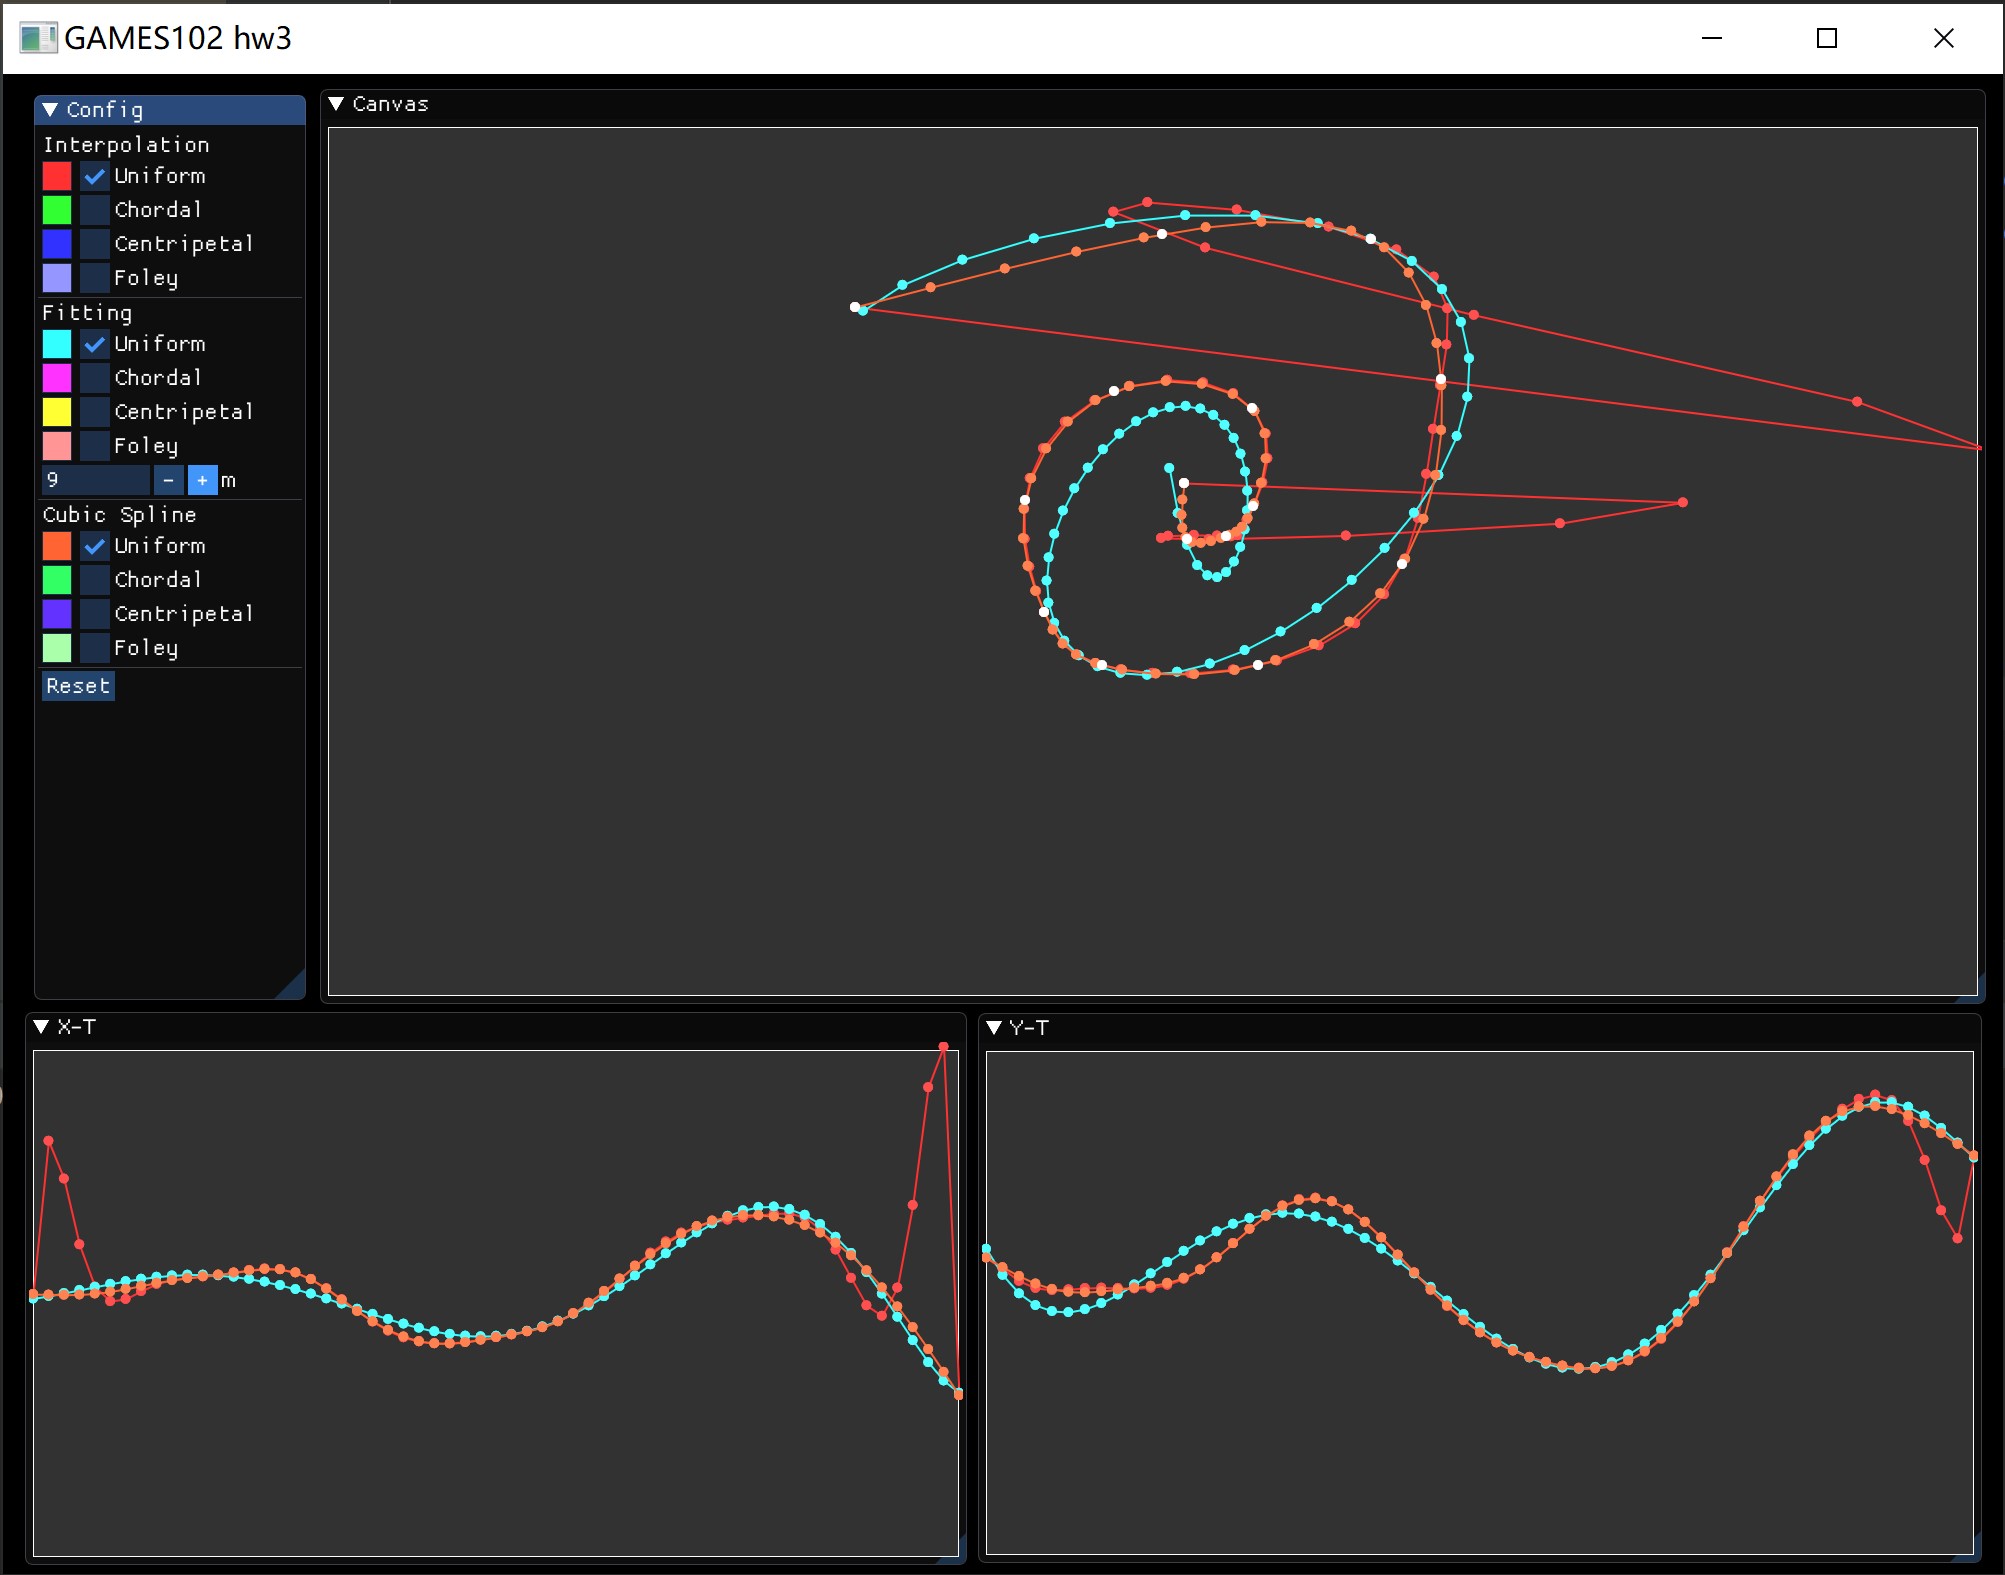 GAMES102 hw3
Config
Interpolation
Uniform
Chordal
Centripetal
Foley
Fitting
Uniform
Chordal
Centripetal
Foley
9 - + m
Cubic Spline
Uniform
Chordal
Centripetal
Foley
Reset
Canvas
X-T
Y-T